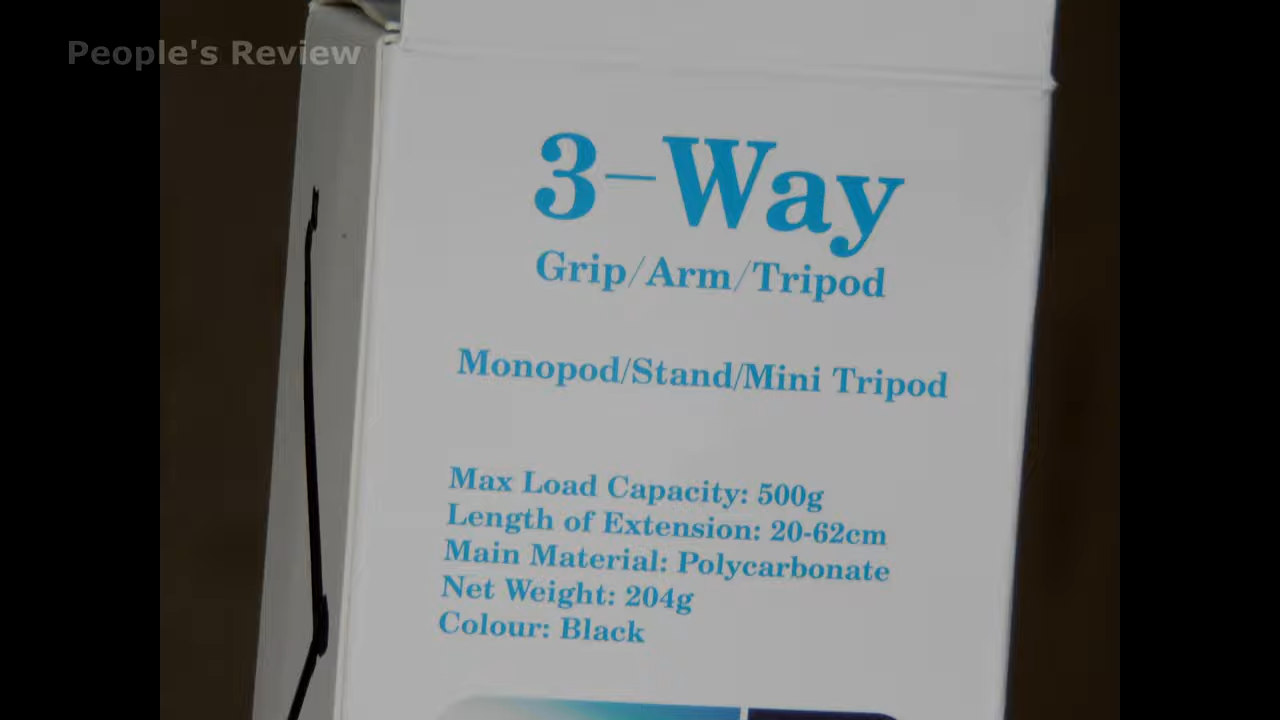 People's Review
3-Way
Grip/Arm/Tripod
Monopod/Stand/Mini Tripod
Max Load Capacity: 500g
Length of Extension: 20-62cm
Main Material: Polycarbonate
Net Weight: 204g
Colour: Black